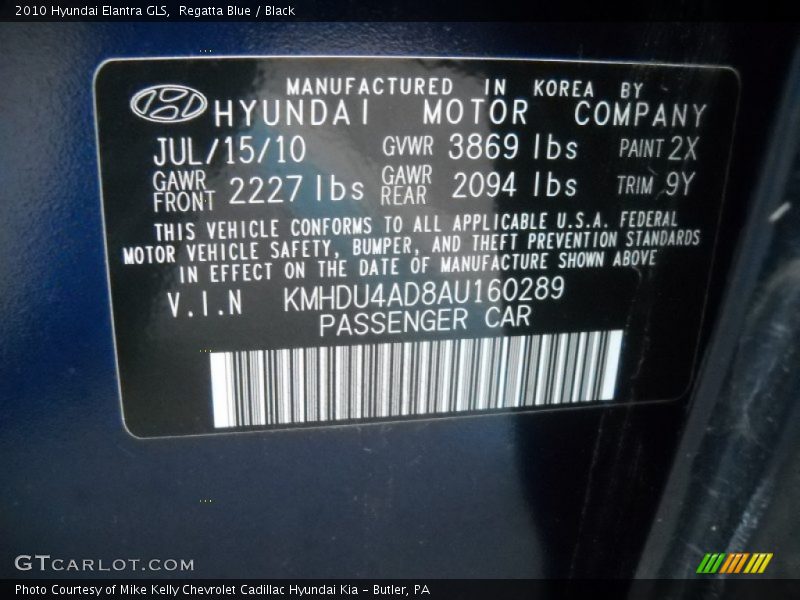 2010 Hyundai Elantra GLS, Regatta Blue / Black
MANUFACTURED IN KOREA BY
HYUNDAI MOTOR COMPANY
JUL/15/10 GVWR 3869 lbs PAINT 2X
GAWR FRONT 2227 lbs GAWR REAR 2094 lbs TRIM 9Y
THIS VEHICLE CONFORMS TO ALL APPLICABLE U.S.A. FEDERAL
MOTOR VEHICLE SAFETY, BUMPER, AND THEFT PREVENTION STANDARDS
IN EFFECT ON THE DATE OF MANUFACTURE SHOWN ABOVE
V.I.N KMHDU4AD8AU160289
PASSENGER CAR
GTCARLOT.COM
Photo Courtesy of Mike Kelly Chevrolet Cadillac Hyundai Kia - Butler, PA